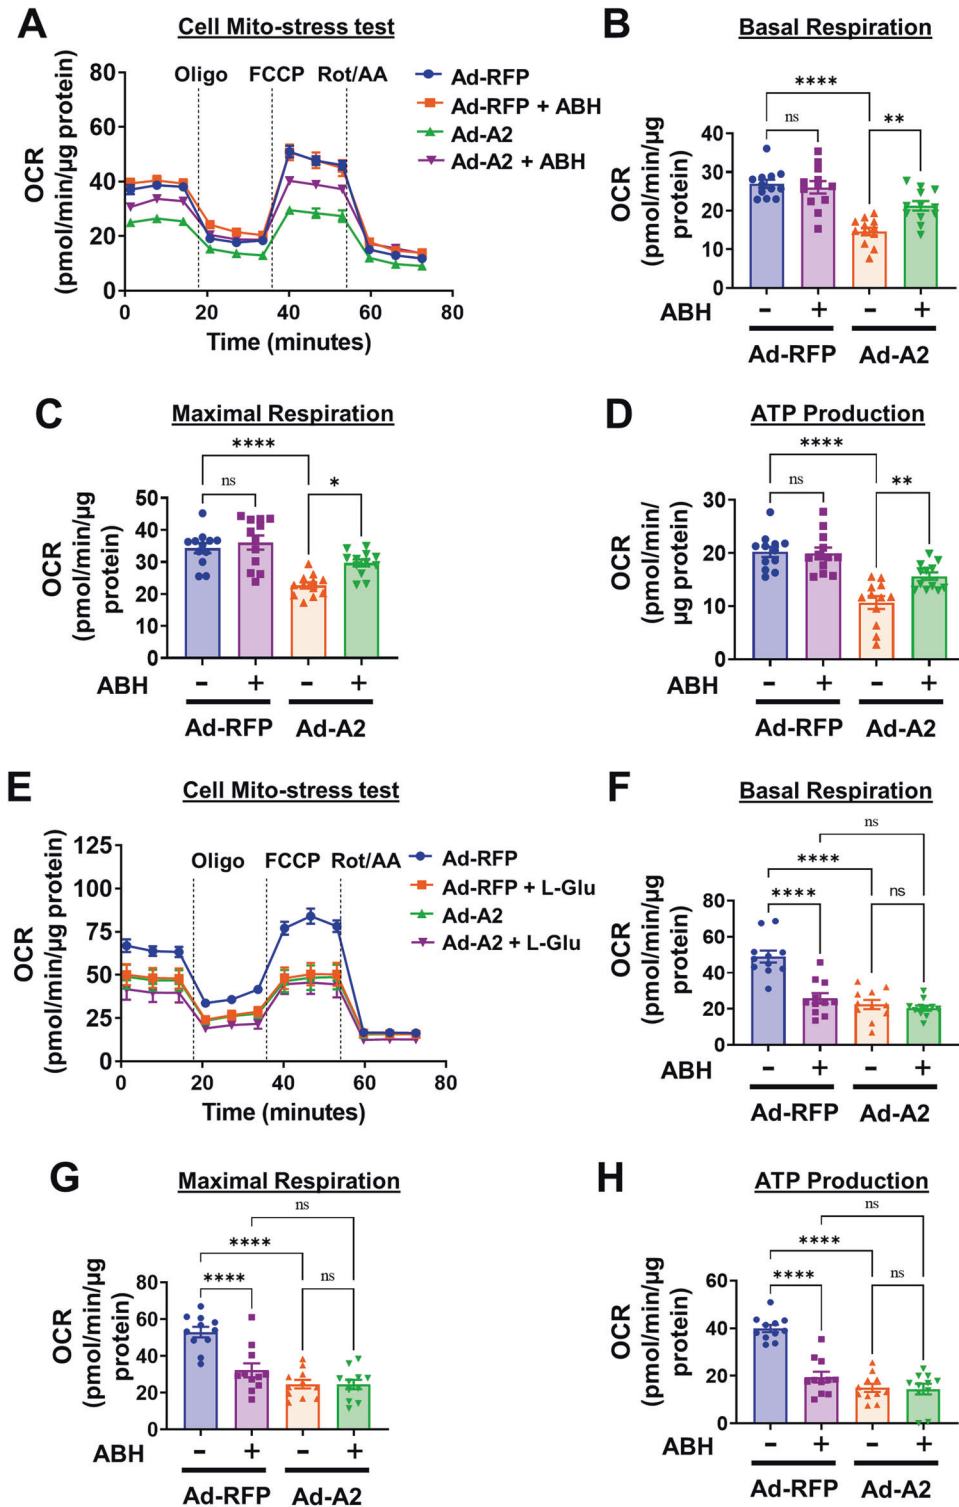 A
Cell Mito-stress test
OCR
(pmol/min/µg protein)
80
60
40
20
0
Oligo
FCCP
Rot/AA
0
20
40
60
80
Time (minutes)
Ad-RFP
Ad-RFP + ABH
Ad-A2
Ad-A2 + ABH
B
Basal Respiration
OCR
(pmol/min/µg
protein)
40
30
20
10
0
****
ns
**
ABH
- + - +
Ad-RFP
Ad-A2
C
Maximal Respiration
OCR
(pmol/min/µg
protein)
50
40
30
20
10
0
****
ns
*
ABH
- + - +
Ad-RFP
Ad-A2
D
ATP Production
OCR
(pmol/min/
µg protein)
30
20
10
0
****
ns
**
ABH
- + - +
Ad-RFP
Ad-A2
E
Cell Mito-stress test
OCR
(pmol/min/µg protein)
125
100
75
50
25
0
Oligo
FCCP
Rot/AA
0
20
40
60
80
Time (minutes)
Ad-RFP
Ad-RFP + L-Glu
Ad-A2
Ad-A2 + L-Glu
F
Basal Respiration
OCR
(pmol/min/µg
protein)
80
60
40
20
0
ns
****
****
ns
ABH
- + - +
Ad-RFP
Ad-A2
G
Maximal Respiration
OCR
(pmol/min/µg
protein)
80
60
40
20
0
ns
****
****
ns
ABH
- + - +
Ad-RFP
Ad-A2
H
ATP Production
OCR
(pmol/min/µg
protein)
60
40
20
0
ns
****
****
ns
ABH
- + - +
Ad-RFP
Ad-A2